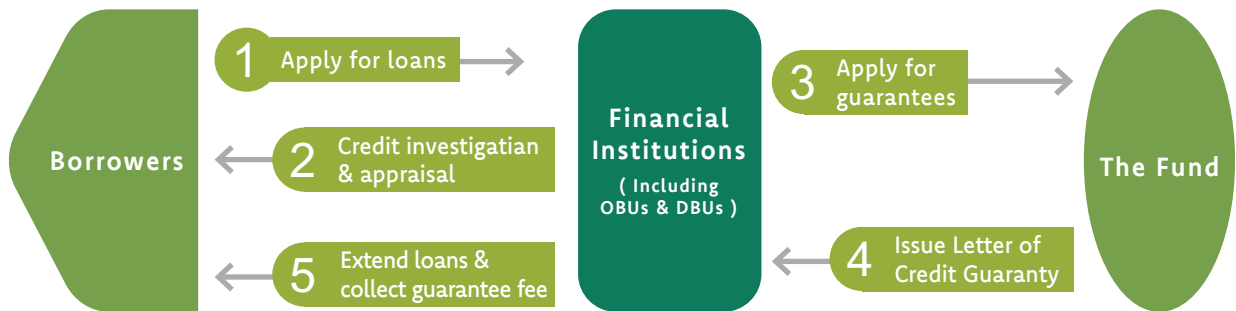 Borrowers
1 Apply for loans
2 Credit investigatian
& appraisal
5 Extend loans &
collect guarantee fee
Financial
Institutions
( Including
OBUs & DBUs )
3 Apply for
guarantees
4 Issue Letter of
Credit Guaranty
The Fund